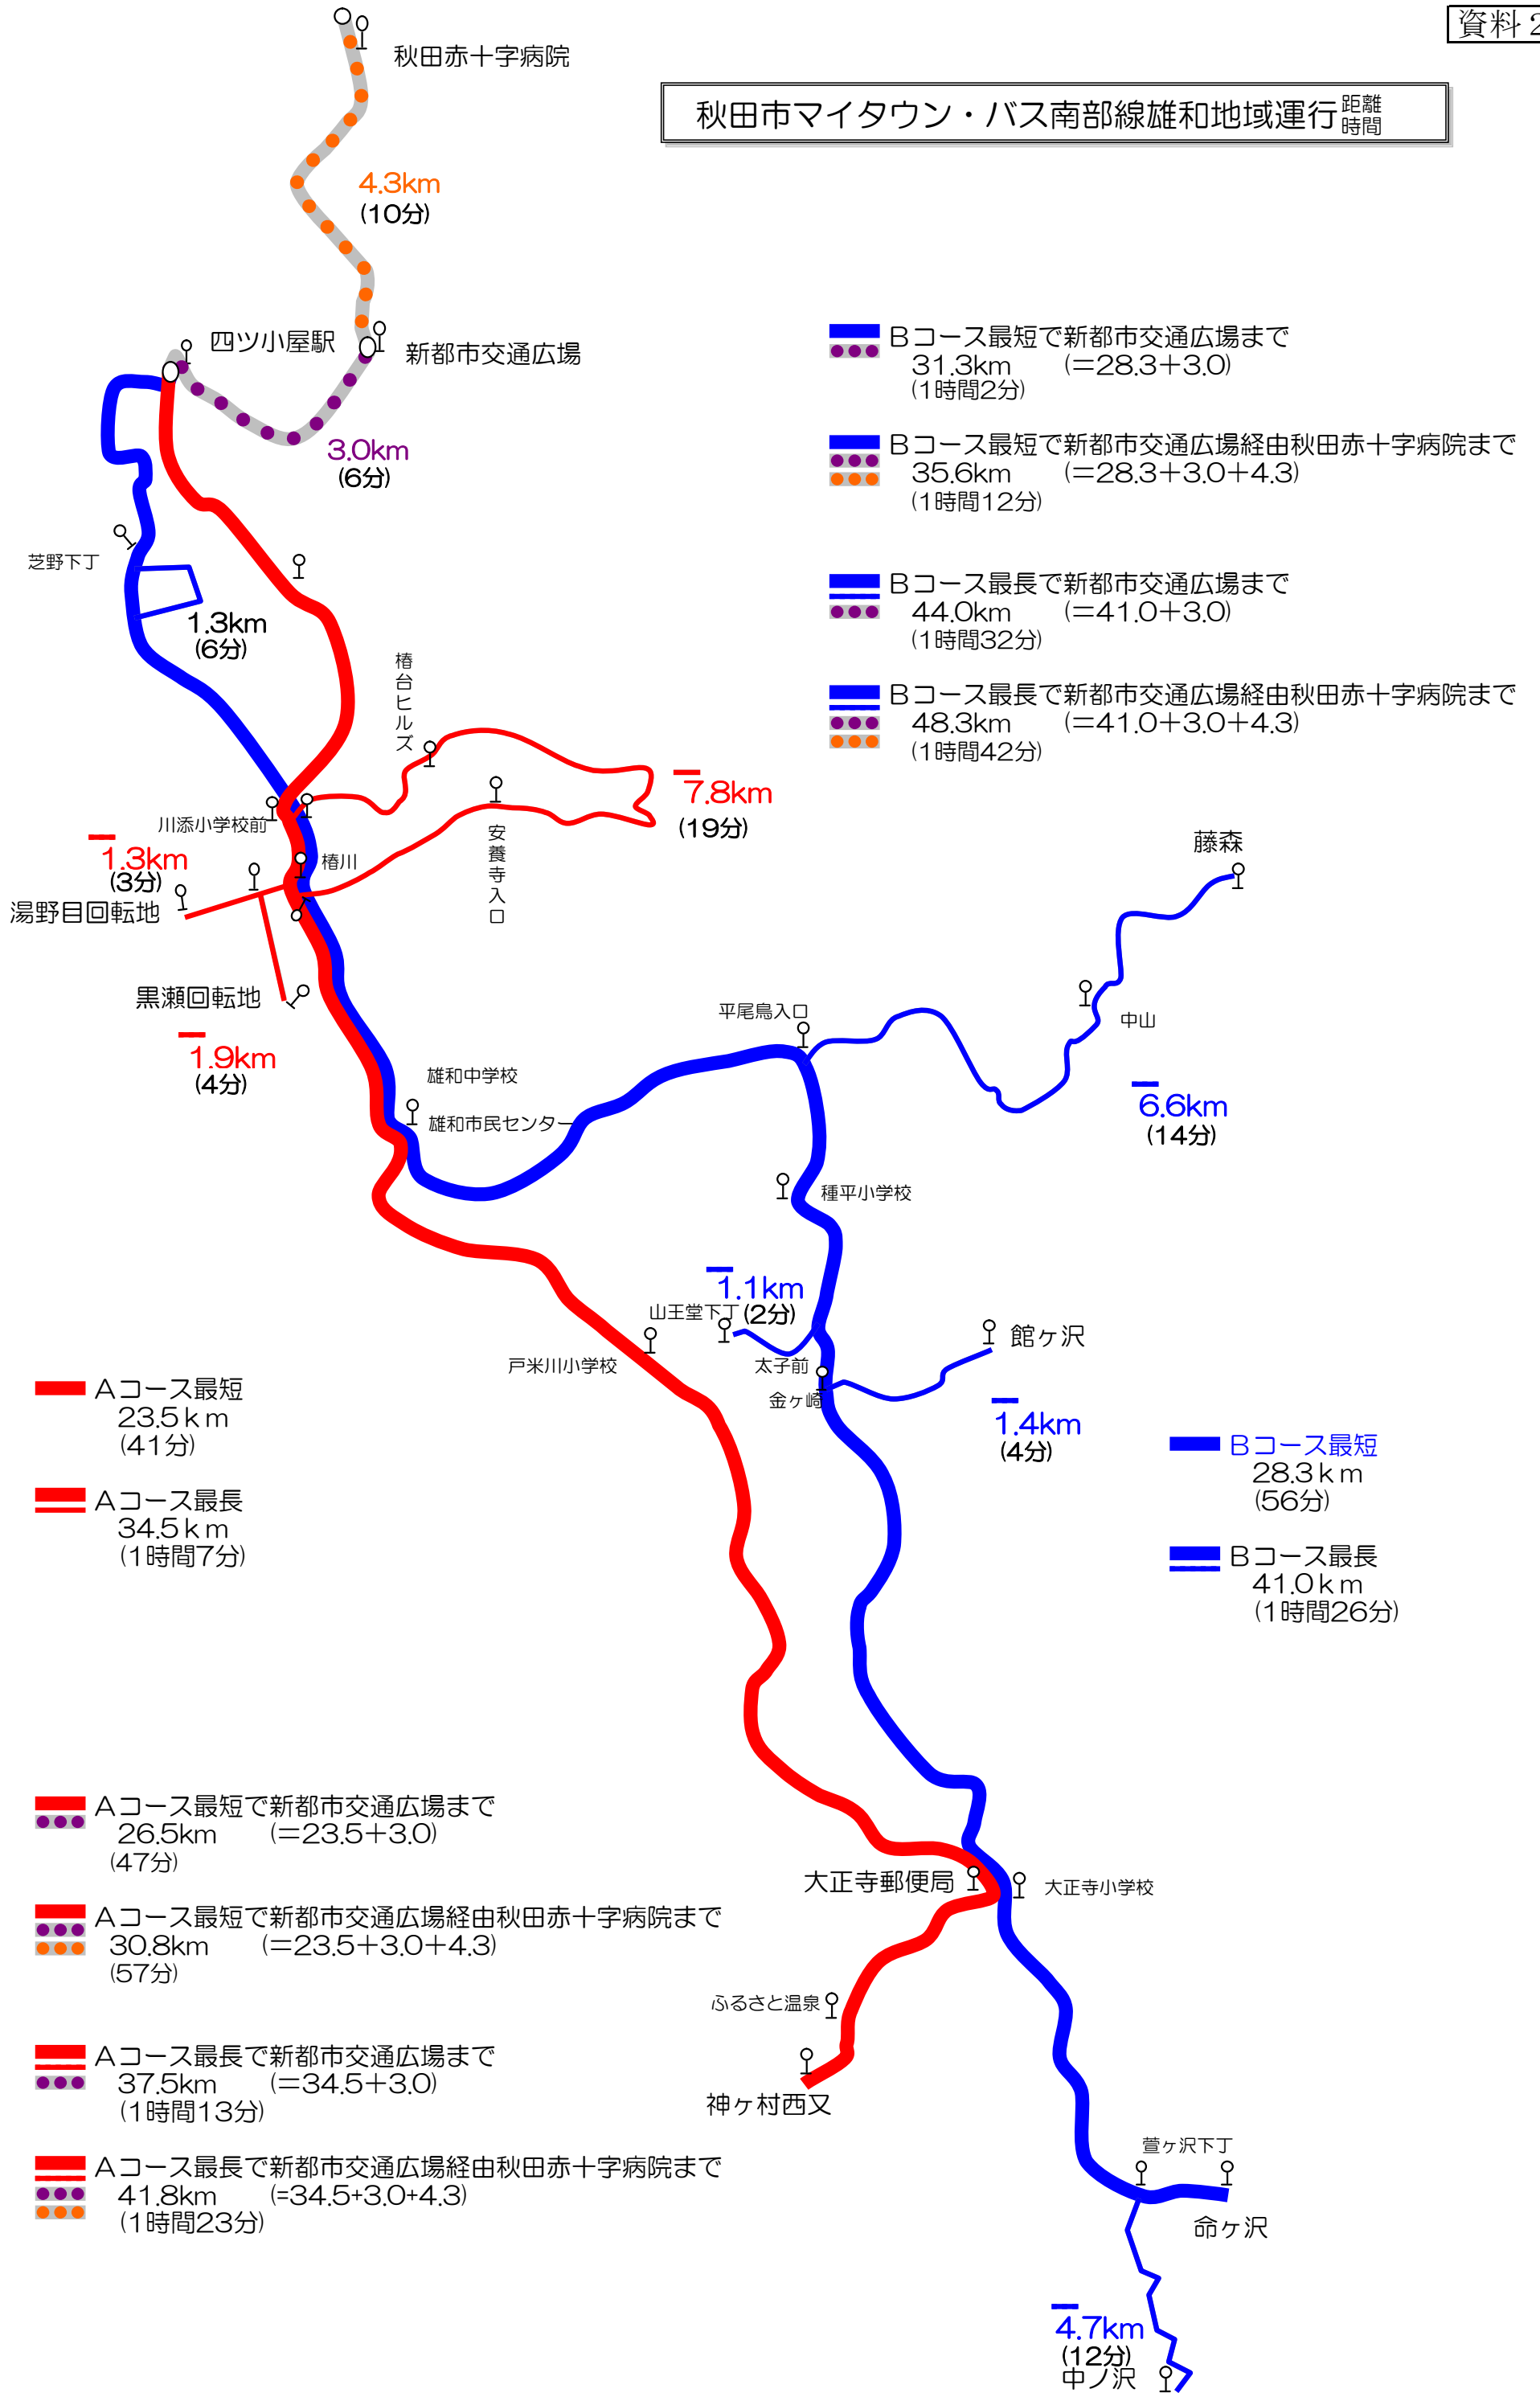 資料2
秋田市マイタウン・バス南部線雄和地域運行距離時間
秋田赤十字病院
4.3km
(10分)
四ツ小屋駅
新都市交通広場
3.0km
(6分)
Bコース最短で新都市交通広場まで
31.3km (=28.3+3.0)
(1時間2分)
Bコース最短で新都市交通広場経由秋田赤十字病院まで
35.6km (=28.3+3.0+4.3)
(1時間12分)
Bコース最長で新都市交通広場まで
44.0km (=41.0+3.0)
(1時間32分)
Bコース最長で新都市交通広場経由秋田赤十字病院まで
48.3km (=41.0+3.0+4.3)
(1時間42分)
芝野下丁
1.3km
(6分)
椿台ヒルズ
7.8km
(19分)
川添小学校前
椿川
安養寺入口
1.3km
(3分)
湯野目回転地
黒瀬回転地
1.9km
(4分)
藤森
中山
6.6km
(14分)
平尾鳥入口
雄和中学校
雄和市民センター
種平小学校
1.1km
(2分)
山王堂下丁
戸米川小学校
太子前
金ヶ崎
館ヶ沢
1.4km
(4分)
Aコース最短
23.5km
(41分)
Aコース最長
34.5km
(1時間7分)
Bコース最短
28.3km
(56分)
Bコース最長
41.0km
(1時間26分)
Aコース最短で新都市交通広場まで
26.5km (=23.5+3.0)
(47分)
Aコース最短で新都市交通広場経由秋田赤十字病院まで
30.8km (=23.5+3.0+4.3)
(57分)
Aコース最長で新都市交通広場まで
37.5km (=34.5+3.0)
(1時間13分)
Aコース最長で新都市交通広場経由秋田赤十字病院まで
41.8km (=34.5+3.0+4.3)
(1時間23分)
大正寺郵便局
大正寺小学校
ふるさと温泉
神ヶ村西又
萱ヶ沢下丁
命ヶ沢
4.7km
(12分)
中ノ沢